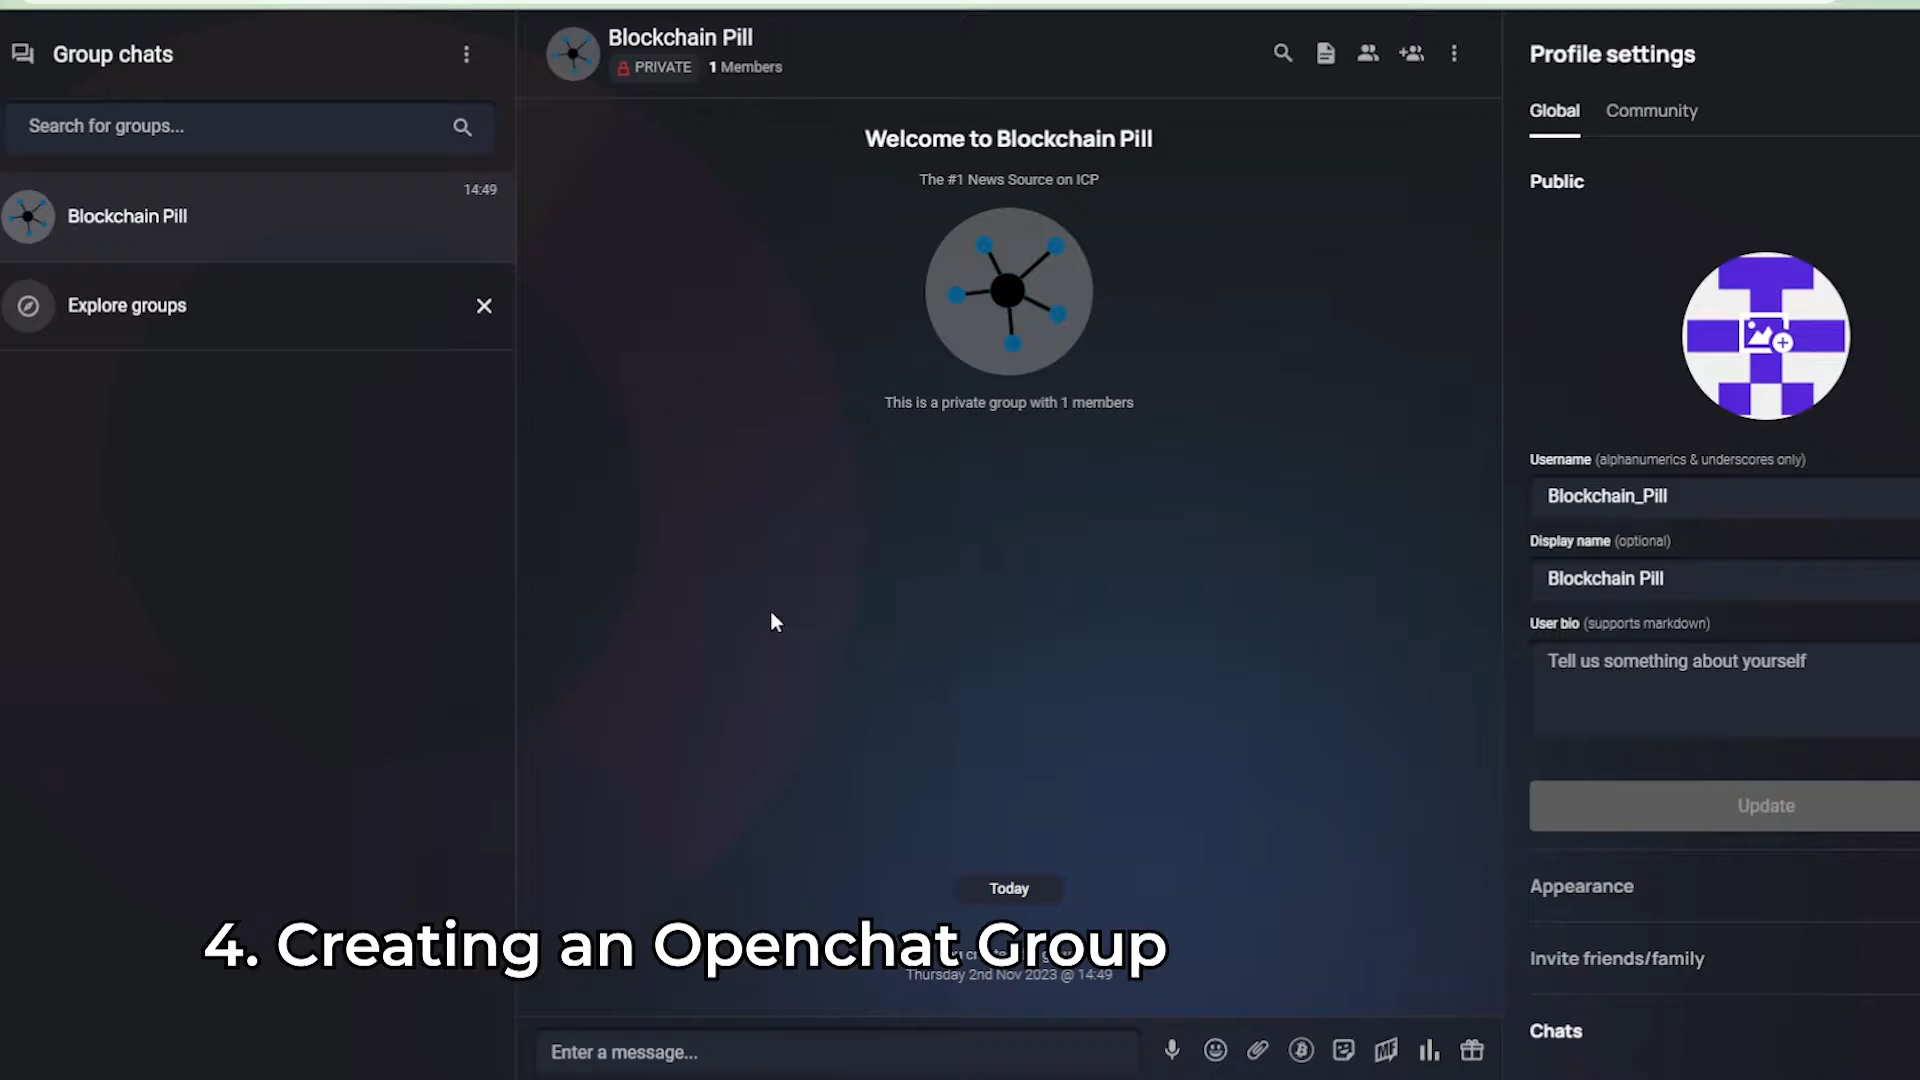 Group chats
Search for groups...
14:49
Blockchain Pill
Explore groups
Blockchain Pill
PRIVATE 1 Members
Welcome to Blockchain Pill
The #1 News Source on ICP
This is a private group with 1 members
Today
4. Creating an Openchat Group
Thursday 2nd Nov 2023 @ 14:49
Enter a message...
Profile settings
Global Community
Public
Username (alphanumerics & underscores only)
Blockchain_Pill
Display name (optional)
Blockchain Pill
User bio (supports markdown)
Tell us something about yourself
Update
Appearance
Invite friends/family
Chats